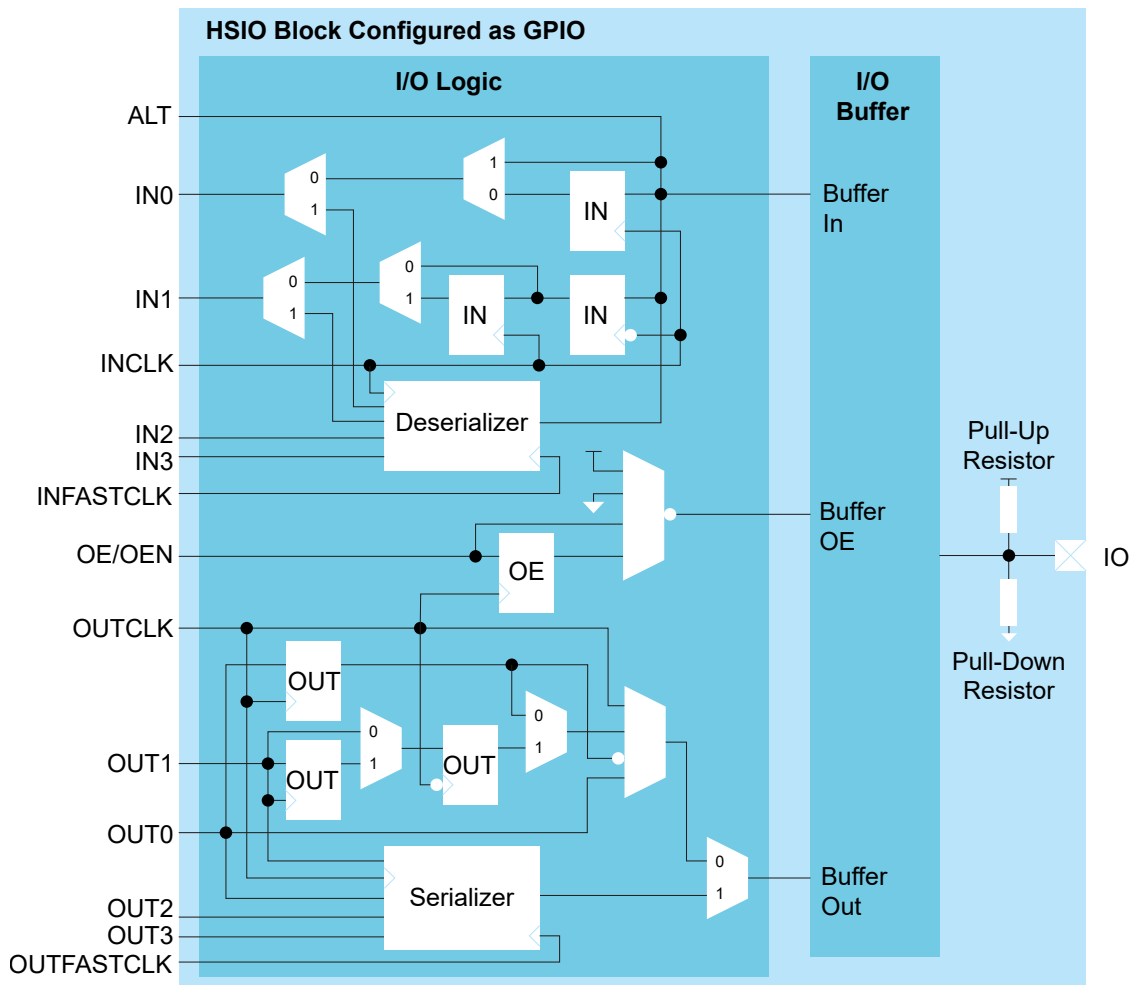 HSIO Block Configured as GPIO
I/O Logic
I/O
Buffer
ALT
1
0
IN0
0
1
IN
Buffer
In
0
1
IN1
0
1
IN
IN
INCLK
Deserializer
IN2
IN3
INFASTCLK
Pull-Up
Resistor
Buffer
OE
OE/OEN
OE
IO
OUTCLK
OUT
Pull-Down
Resistor
0
1
0
1
OUT1
OUT
OUT
OUT0
0
1
Serializer
Buffer
Out
OUT2
OUT3
OUTFASTCLK